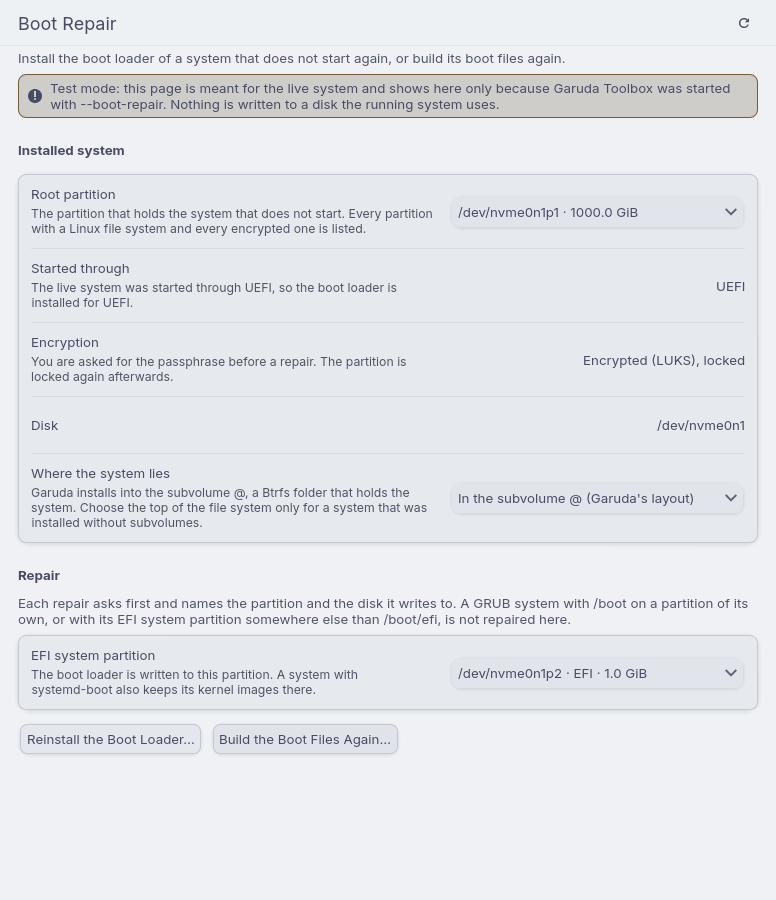 Boot Repair
Install the boot loader of a system that does not start again, or build its boot files again.
Test mode: this page is meant for the live system and shows here only because Garuda Toolbox was started
with --boot-repair. Nothing is written to a disk the running system uses.
Installed system
Root partition
The partition that holds the system that does not start. Every partition
with a Linux file system and every encrypted one is listed.
/dev/nvme0n1p1 · 1000.0 GiB
Started through
The live system was started through UEFI, so the boot loader is
installed for UEFI.
UEFI
Encryption
You are asked for the passphrase before a repair. The partition is
locked again afterwards.
Encrypted (LUKS), locked
Disk
/dev/nvme0n1
Where the system lies
Garuda installs into the subvolume @, a Btrfs folder that holds the
system. Choose the top of the file system only for a system that was
installed without subvolumes.
In the subvolume @ (Garuda's layout)
Repair
Each repair asks first and names the partition and the disk it writes to. A GRUB system with /boot on a partition of its
own, or with its EFI system partition somewhere else than /boot/efi, is not repaired here.
EFI system partition
The boot loader is written to this partition. A system with
systemd-boot also keeps its kernel images there.
/dev/nvme0n1p2 · EFI · 1.0 GiB
Reinstall the Boot Loader...
Build the Boot Files Again...